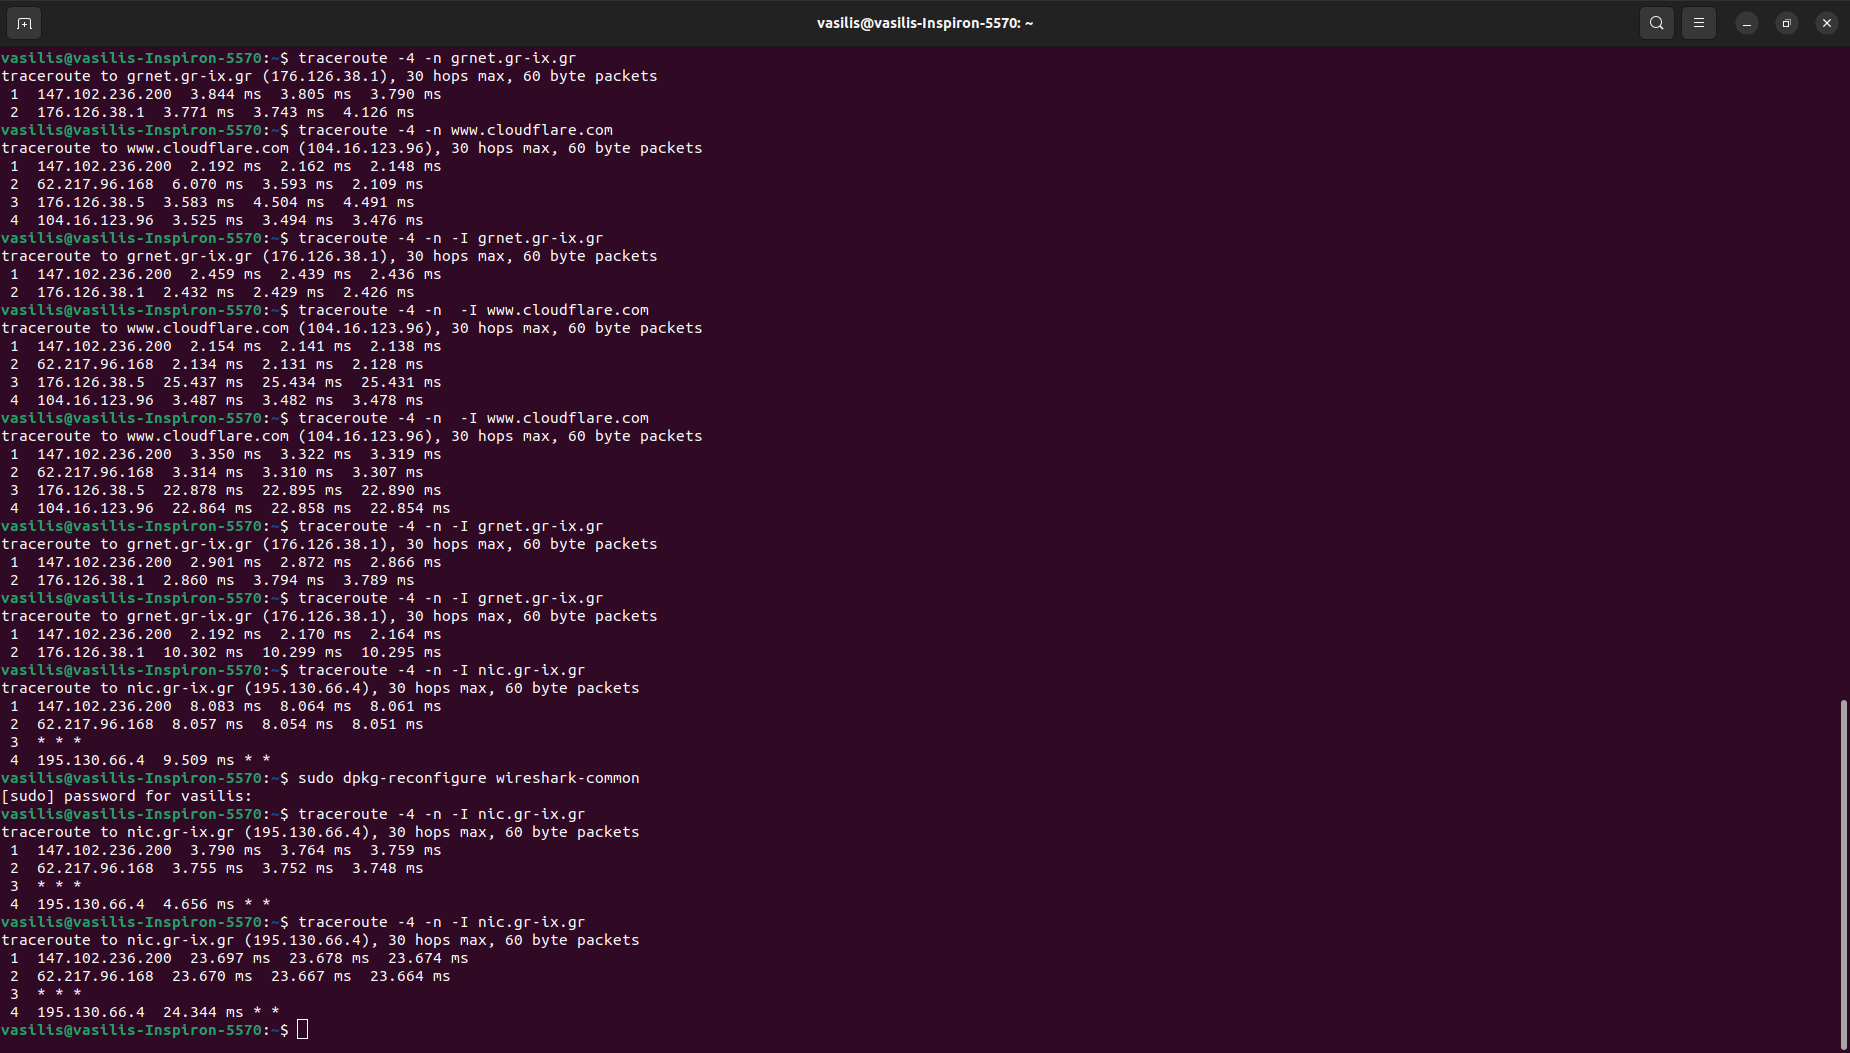 vasilis@vasilis-Inspiron-5570: ~
vasilis@vasilis-Inspiron-5570:~$ traceroute -4 -n grnet.gr-ix.gr
traceroute to grnet.gr-ix.gr (176.126.38.1), 30 hops max, 60 byte packets
 1  147.102.236.200  3.844 ms  3.805 ms  3.790 ms
 2  176.126.38.1  3.771 ms  3.743 ms  4.126 ms
vasilis@vasilis-Inspiron-5570:~$ traceroute -4 -n www.cloudflare.com
traceroute to www.cloudflare.com (104.16.123.96), 30 hops max, 60 byte packets
 1  147.102.236.200  2.192 ms  2.162 ms  2.148 ms
 2  62.217.96.168  6.070 ms  3.593 ms  2.109 ms
 3  176.126.38.5  3.583 ms  4.504 ms  4.491 ms
 4  104.16.123.96  3.525 ms  3.494 ms  3.476 ms
vasilis@vasilis-Inspiron-5570:~$ traceroute -4 -n -I grnet.gr-ix.gr
traceroute to grnet.gr-ix.gr (176.126.38.1), 30 hops max, 60 byte packets
 1  147.102.236.200  2.459 ms  2.439 ms  2.436 ms
 2  176.126.38.1  2.432 ms  2.429 ms  2.426 ms
vasilis@vasilis-Inspiron-5570:~$ traceroute -4 -n  -I www.cloudflare.com
traceroute to www.cloudflare.com (104.16.123.96), 30 hops max, 60 byte packets
 1  147.102.236.200  2.154 ms  2.141 ms  2.138 ms
 2  62.217.96.168  2.134 ms  2.131 ms  2.128 ms
 3  176.126.38.5  25.437 ms  25.434 ms  25.431 ms
 4  104.16.123.96  3.487 ms  3.482 ms  3.478 ms
vasilis@vasilis-Inspiron-5570:~$ traceroute -4 -n  -I www.cloudflare.com
traceroute to www.cloudflare.com (104.16.123.96), 30 hops max, 60 byte packets
 1  147.102.236.200  3.350 ms  3.322 ms  3.319 ms
 2  62.217.96.168  3.314 ms  3.310 ms  3.307 ms
 3  176.126.38.5  22.878 ms  22.895 ms  22.890 ms
 4  104.16.123.96  22.864 ms  22.858 ms  22.854 ms
vasilis@vasilis-Inspiron-5570:~$ traceroute -4 -n -I grnet.gr-ix.gr
traceroute to grnet.gr-ix.gr (176.126.38.1), 30 hops max, 60 byte packets
 1  147.102.236.200  2.901 ms  2.872 ms  2.866 ms
 2  176.126.38.1  2.860 ms  3.794 ms  3.789 ms
vasilis@vasilis-Inspiron-5570:~$ traceroute -4 -n -I grnet.gr-ix.gr
traceroute to grnet.gr-ix.gr (176.126.38.1), 30 hops max, 60 byte packets
 1  147.102.236.200  2.192 ms  2.170 ms  2.164 ms
 2  176.126.38.1  10.302 ms  10.299 ms  10.295 ms
vasilis@vasilis-Inspiron-5570:~$ traceroute -4 -n -I nic.gr-ix.gr
traceroute to nic.gr-ix.gr (195.130.66.4), 30 hops max, 60 byte packets
 1  147.102.236.200  8.083 ms  8.064 ms  8.061 ms
 2  62.217.96.168  8.057 ms  8.054 ms  8.051 ms
 3  * * *
 4  195.130.66.4  9.509 ms * *
vasilis@vasilis-Inspiron-5570:~$ sudo dpkg-reconfigure wireshark-common
[sudo] password for vasilis:
vasilis@vasilis-Inspiron-5570:~$ traceroute -4 -n -I nic.gr-ix.gr
traceroute to nic.gr-ix.gr (195.130.66.4), 30 hops max, 60 byte packets
 1  147.102.236.200  3.790 ms  3.764 ms  3.759 ms
 2  62.217.96.168  3.755 ms  3.752 ms  3.748 ms
 3  * * *
 4  195.130.66.4  4.656 ms * *
vasilis@vasilis-Inspiron-5570:~$ traceroute -4 -n -I nic.gr-ix.gr
traceroute to nic.gr-ix.gr (195.130.66.4), 30 hops max, 60 byte packets
 1  147.102.236.200  23.697 ms  23.678 ms  23.674 ms
 2  62.217.96.168  23.670 ms  23.667 ms  23.664 ms
 3  * * *
 4  195.130.66.4  24.344 ms * *
vasilis@vasilis-Inspiron-5570:~$